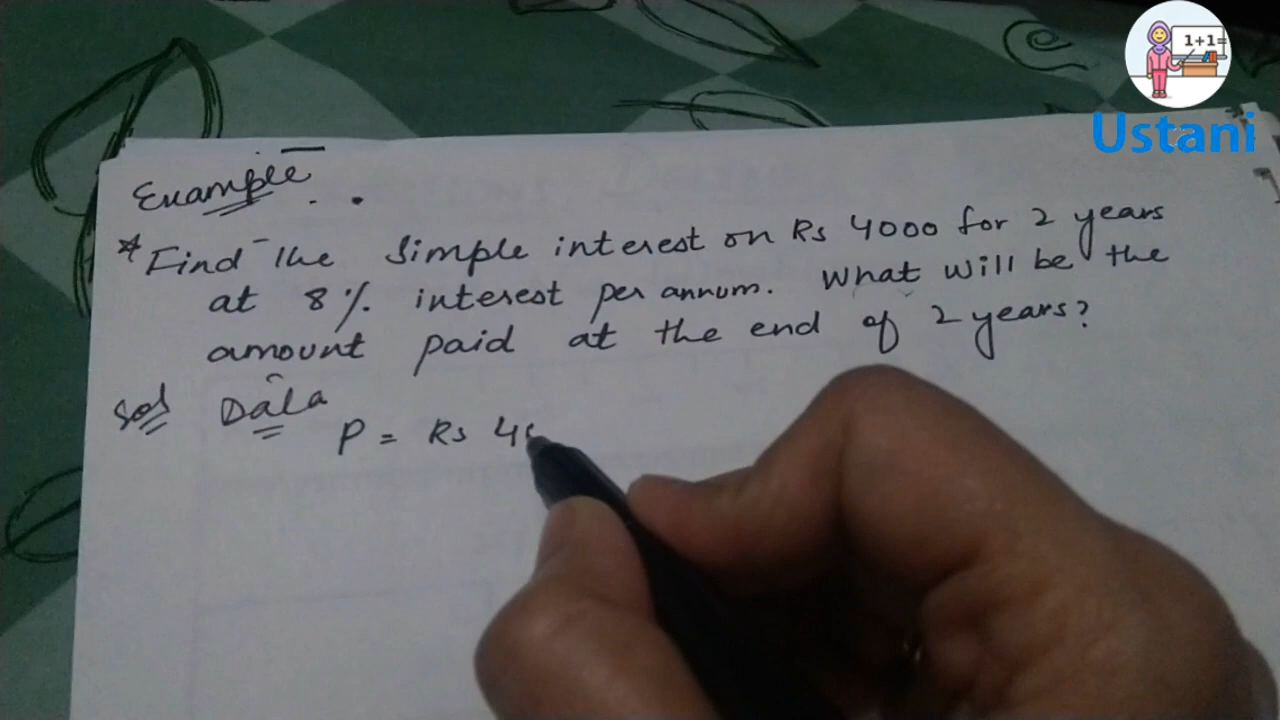 1+1=
Ustani
Example
* Find the Simple interest on Rs 4000 for 2 years
at 8% interest per annum. What will be the
amount paid at the end of 2 years?
Sol Data
P = Rs 40